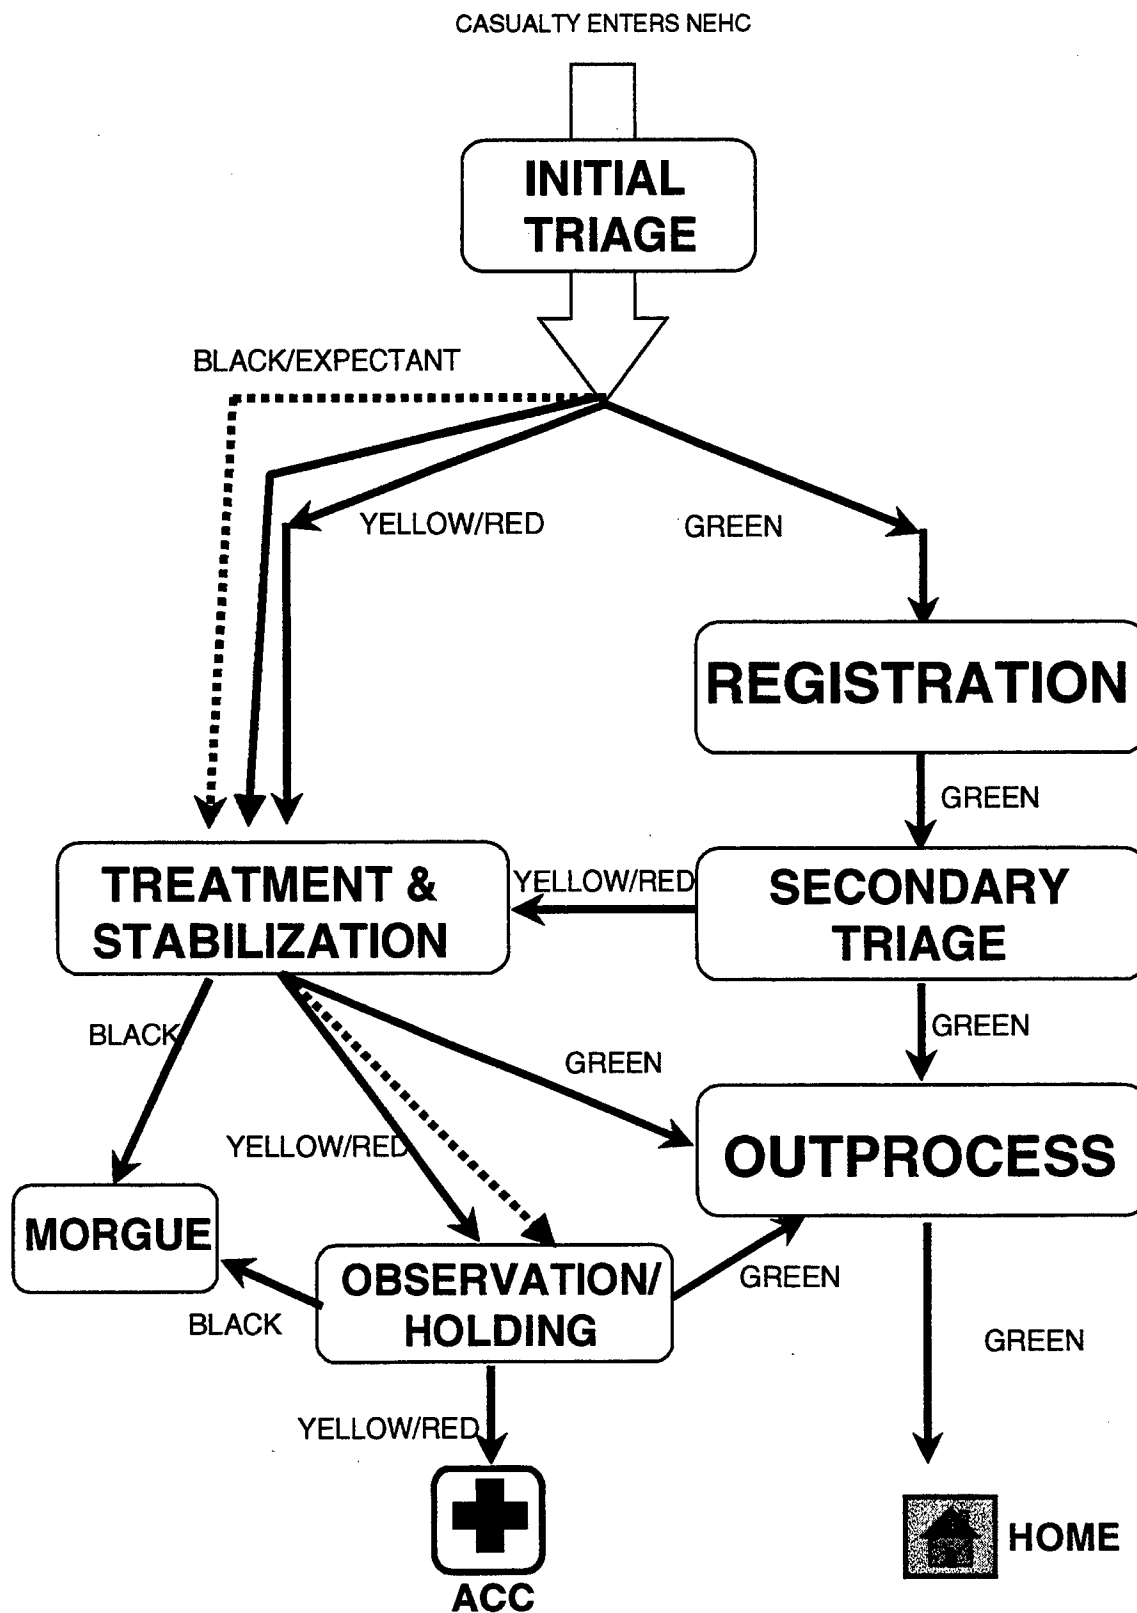 CASUALTY ENTERS NEHC
INITIAL
TRIAGE
BLACK/EXPECTANT
YELLOW/RED
GREEN
REGISTRATION
GREEN
TREATMENT &
STABILIZATION
YELLOW/RED
SECONDARY
TRIAGE
BLACK
GREEN
GREEN
YELLOW/RED
OUTPROCESS
MORGUE
OBSERVATION/
HOLDING
GREEN
BLACK
GREEN
YELLOW/RED
ACC
HOME